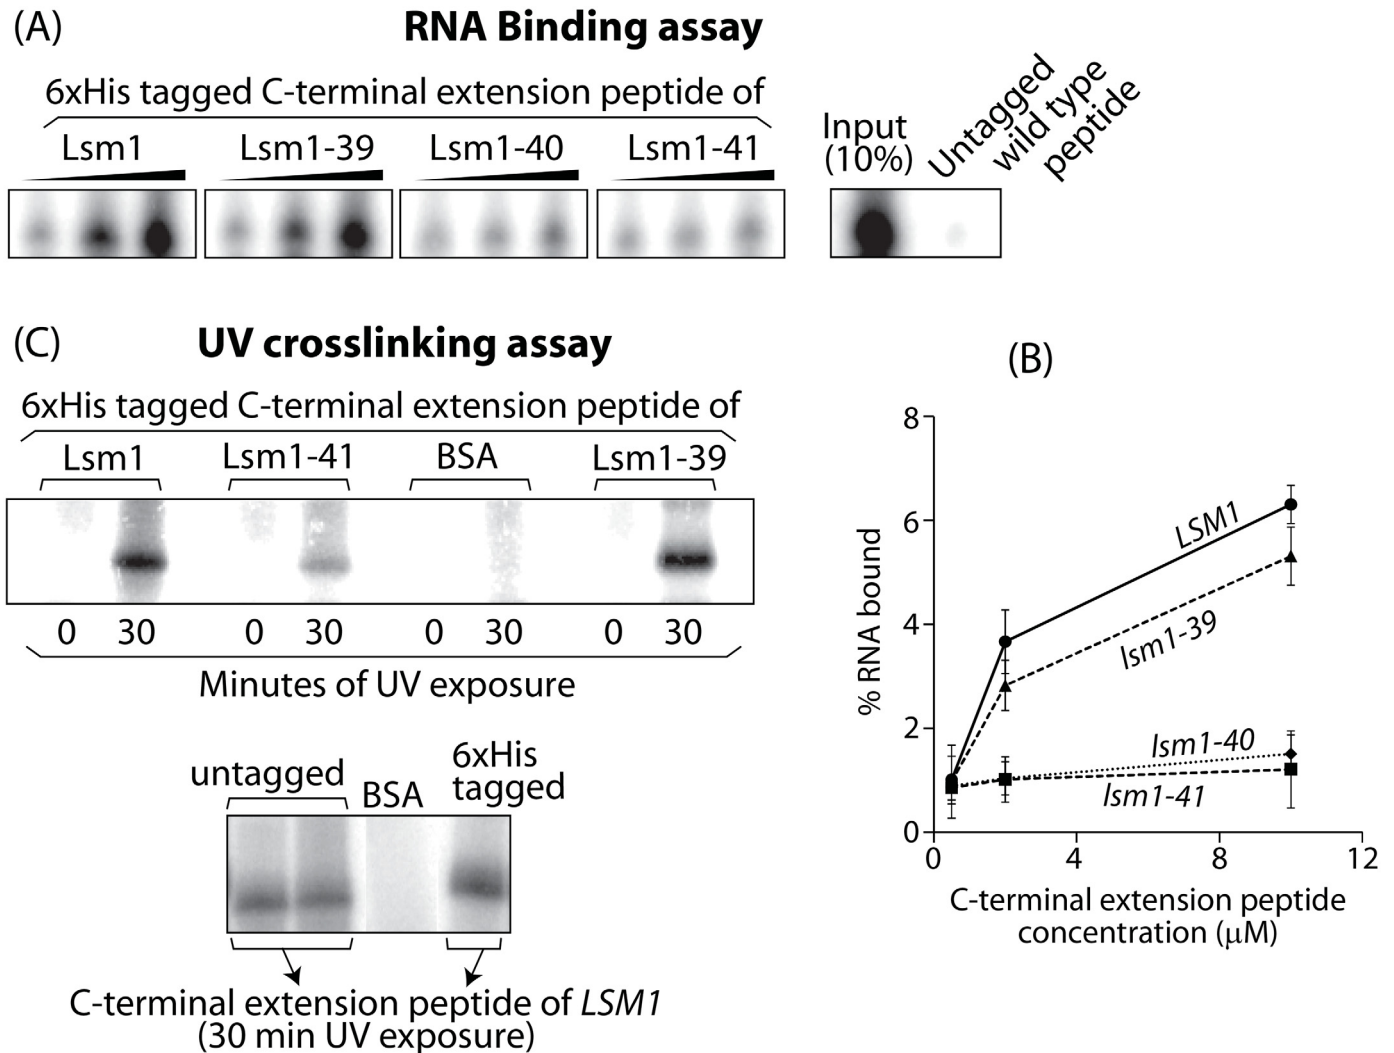 (A) RNA Binding assay
6xHis tagged C-terminal extension peptide of
Lsm1 Lsm1-39 Lsm1-40 Lsm1-41
Input
(10%)
Untagged
wild type
peptide
(C) UV crosslinking assay
6xHis tagged C-terminal extension peptide of
Lsm1 Lsm1-41 BSA Lsm1-39
0 30 0 30 0 30 0 30
Minutes of UV exposure
untagged BSA 6xHis
tagged
C-terminal extension peptide of LSM1
(30 min UV exposure)
(B)
8
6
4
2
0
% RNA bound
LSM1
lsm1-39
lsm1-40
lsm1-41
0 4 8 12
C-terminal extension peptide
concentration (μM)